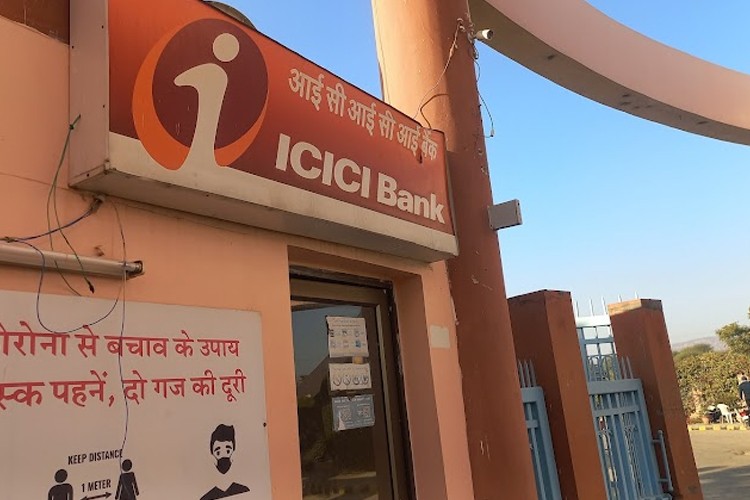 आई सी आई सी आई बैंक
ICICI Bank
ोरोना से बचाव के उपाय
स्क पहनें, दो गज की दूरी
KEEP DISTANCE
1 METER